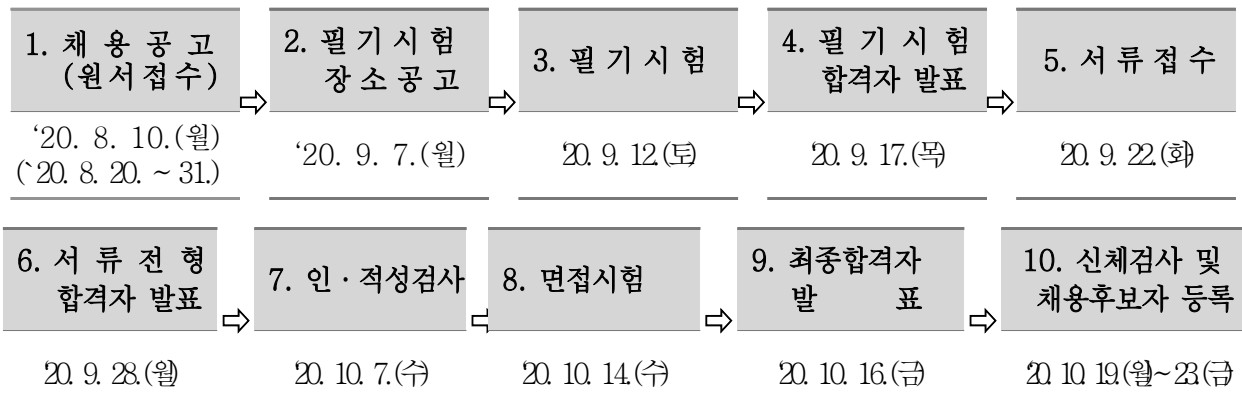 1. 채 용 공 고
(원서접수)
‘20. 8. 10.(월)
(`20. 8. 20. ~ 31.)
2. 필 기 시 험
장 소 공 고
‘20. 9. 7.(월)
3. 필 기 시 험
‘20. 9. 12.(토)
4. 필 기 시 험
합격자 발표
‘20. 9. 17.(목)
5. 서 류 접 수
‘20. 9. 22.(화)
6. 서 류 전 형
합격자 발표
‘20. 9. 28.(월)
7. 인 · 적성검사
‘20. 10. 7.(수)
8. 면접시험
‘20. 10. 14.(수)
9. 최종합격자
발 표
‘20. 10. 16.(금)
10. 신체검사 및
채용후보자 등록
‘20. 10. 19.(월)~23.(금)